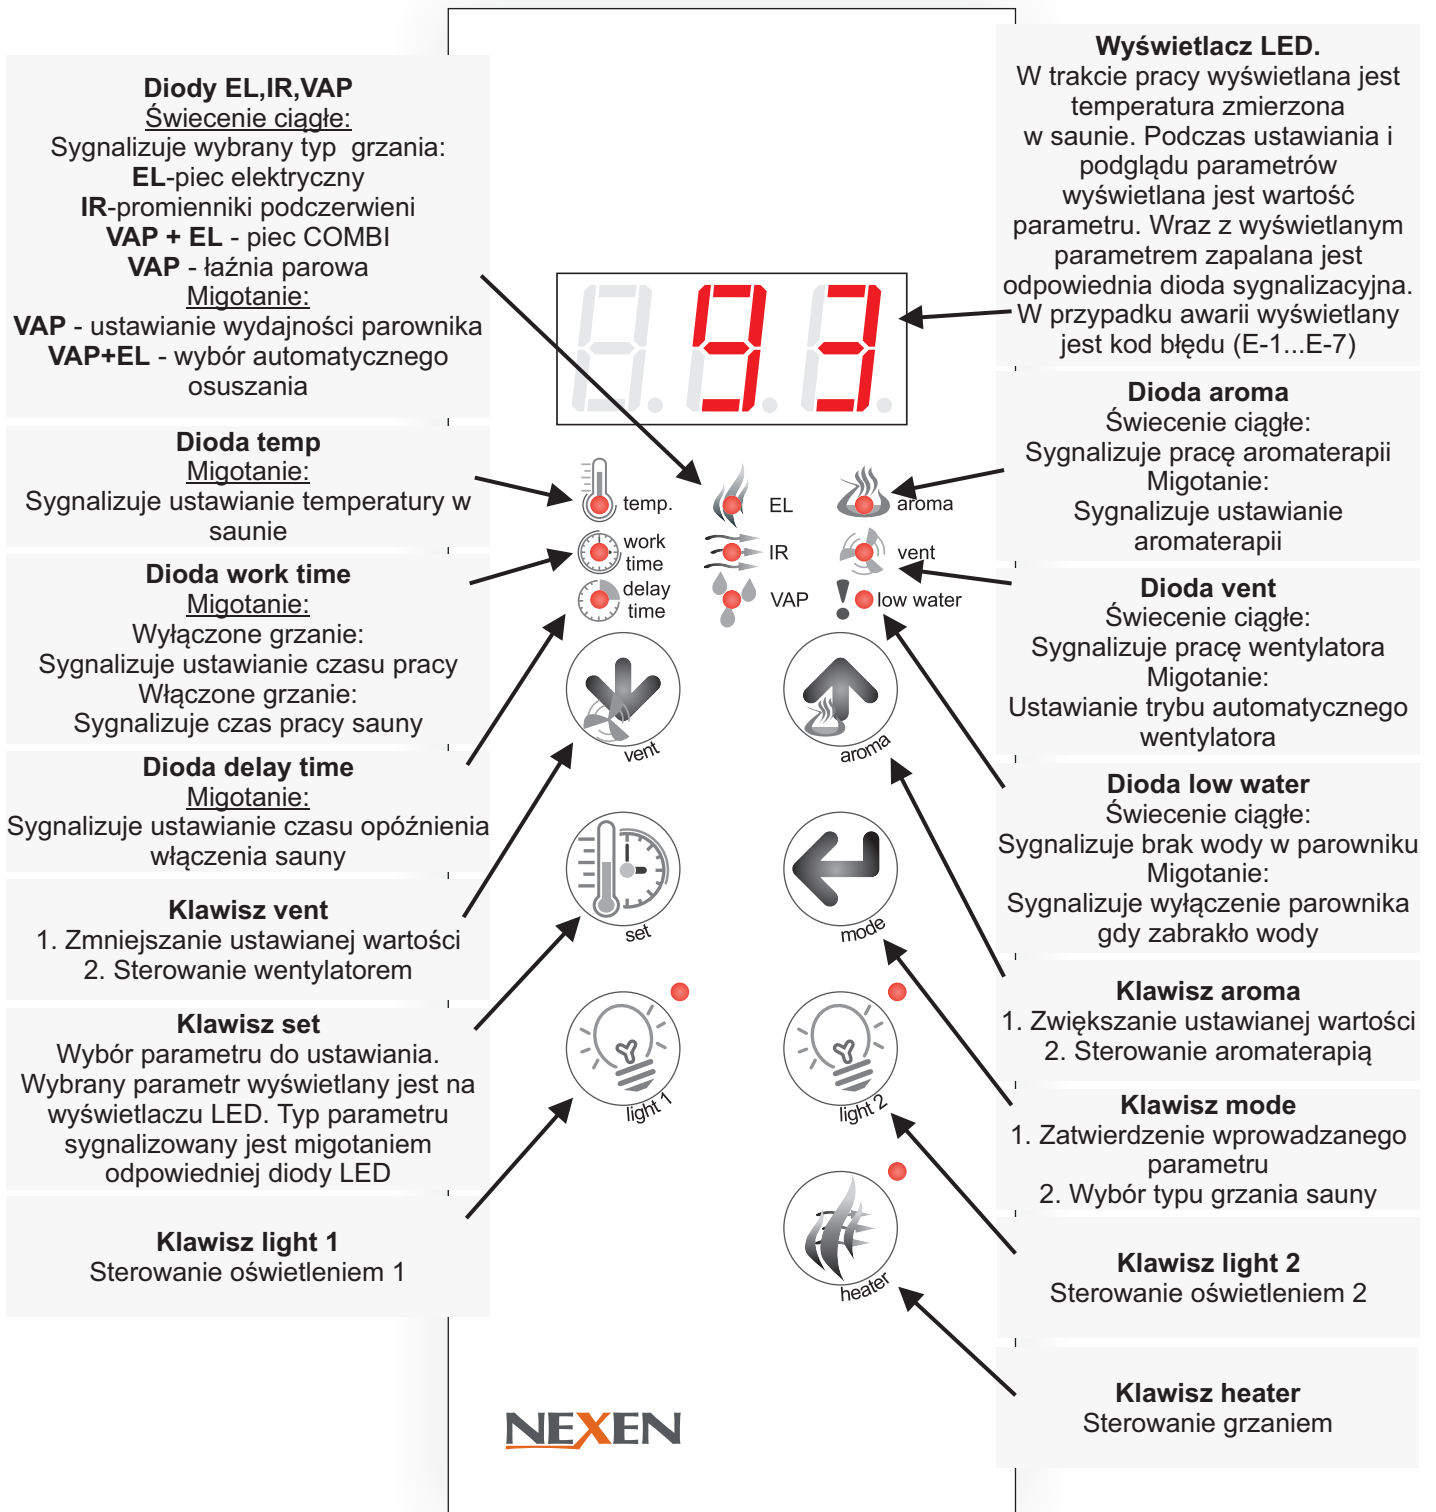 Diody EL,IR,VAP
Świecenie ciągłe:
Sygnalizuje wybrany typ grzania:
EL-piec elektryczny
IR-promienniki podczerwieni
VAP + EL - piec COMBI
VAP - łaźnia parowa
Migotanie:
VAP - ustawianie wydajności parownika
VAP+EL - wybór automatycznego
osuszania
Dioda temp
Migotanie:
Sygnalizuje ustawianie temperatury w
saunie
Dioda work time
Migotanie:
Wyłączone grzanie:
Sygnalizuje ustawianie czasu pracy
Włączone grzanie:
Sygnalizuje czas pracy sauny
Dioda delay time
Migotanie:
Sygnalizuje ustawianie czasu opóźnienia
włączenia sauny
Klawisz vent
1. Zmniejszanie ustawianej wartości
2. Sterowanie wentylatorem
Klawisz set
Wybór parametru do ustawiania.
Wybrany parametr wyświetlany jest na
wyświetlaczu LED. Typ parametru
sygnalizowany jest migotaniem
odpowiedniej diody LED
Klawisz light 1
Sterowanie oświetleniem 1
93
temp.
EL
aroma
work
time
IR
vent
delay
time
VAP
low water
vent
aroma
set
mode
light 1
light 2
heater
NEXEN
Wyświetlacz LED.
W trakcie pracy wyświetlana jest
temperatura zmierzona
w saunie. Podczas ustawiania i
podglądu parametrów
wyświetlana jest wartość
parametru. Wraz z wyświetlanym
parametrem zapalana jest
odpowiednia dioda sygnalizacyjna.
W przypadku awarii wyświetlany
jest kod błędu (E-1...E-7)
Dioda aroma
Świecenie ciągłe:
Sygnalizuje pracę aromaterapii
Migotanie:
Sygnalizuje ustawianie
aromaterapii
Dioda vent
Świecenie ciągłe:
Sygnalizuje pracę wentylatora
Migotanie:
Ustawianie trybu automatycznego
wentylatora
Dioda low water
Świecenie ciągłe:
Sygnalizuje brak wody w parowniku
Migotanie:
Sygnalizuje wyłączenie parownika
gdy zabrakło wody
Klawisz aroma
1. Zwiększanie ustawianej wartości
2. Sterowanie aromaterapią
Klawisz mode
1. Zatwierdzenie wprowadzanego
parametru
2. Wybór typu grzania sauny
Klawisz light 2
Sterowanie oświetleniem 2
Klawisz heater
Sterowanie grzaniem